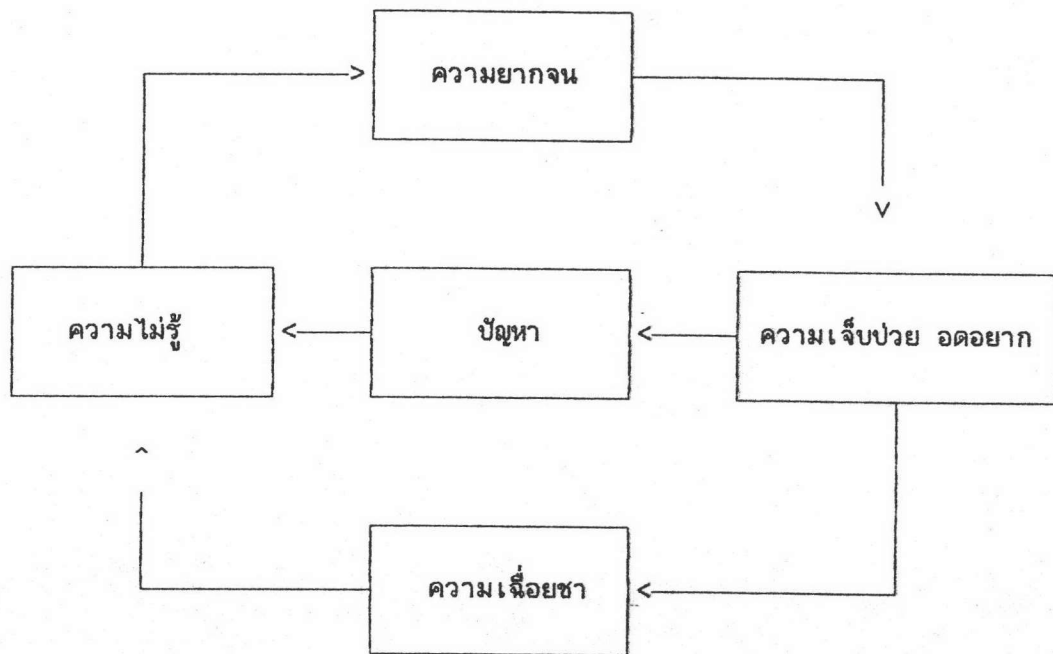 ความยากจน
ความไม่รู้
ปัญหา
ความเจ็บป่วย อดอยาก
ความเฉื่อยชา